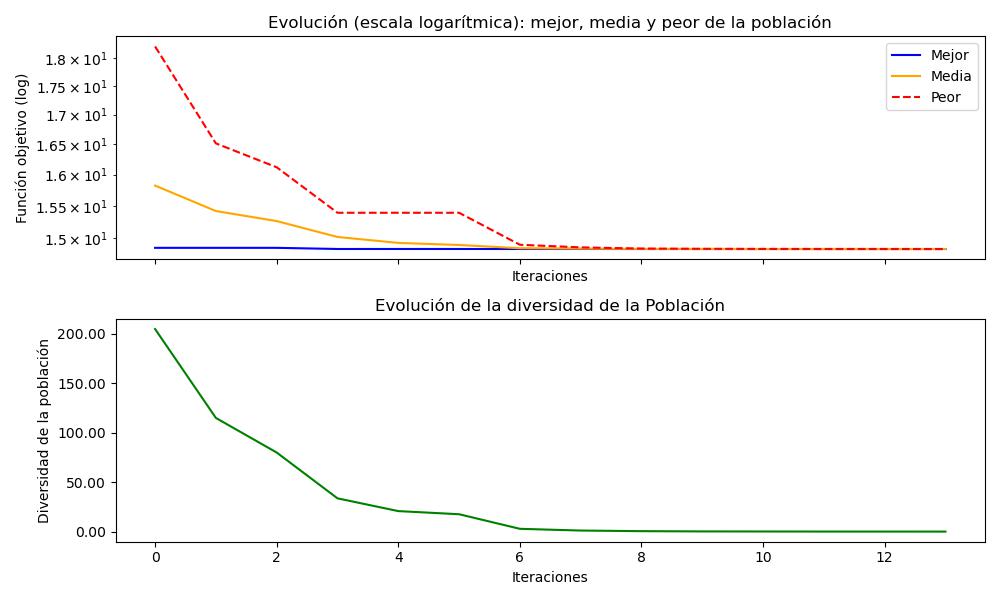 Evolución (escala logarítmica): mejor, media y peor de la población
Función objetivo (log)
1.8 × 10¹
1.75 × 10¹
1.7 × 10¹
1.65 × 10¹
1.6 × 10¹
1.55 × 10¹
1.5 × 10¹
Mejor
Media
Peor
Iteraciones
Evolución de la diversidad de la Población
Diversidad de la población
200.00
150.00
100.00
50.00
0.00
0 2 4 6 8 10 12
Iteraciones